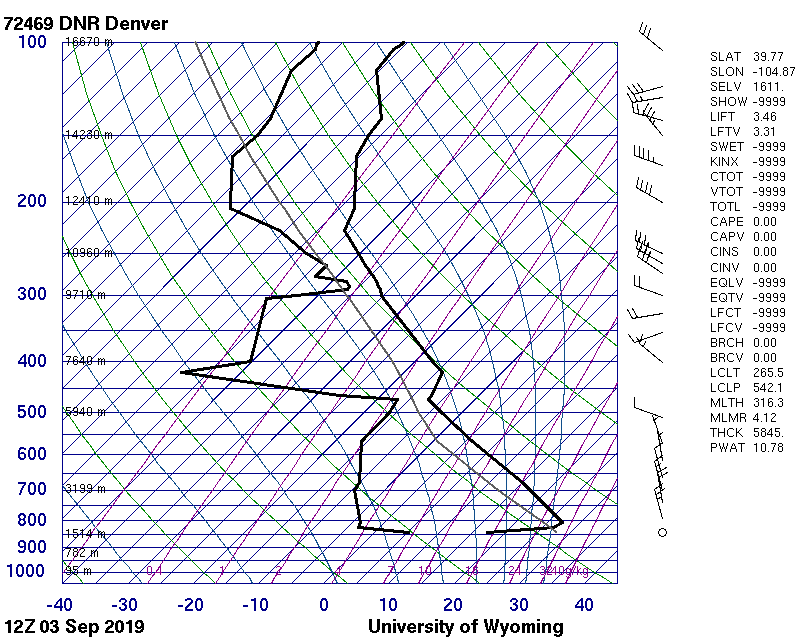 72469 DNR Denver
100 16670 m
14230 m
200 12410 m
10960 m
300 9710 m
400 7640 m
500 5940 m
600
700 3199 m
800
1514 m
900
782 m
1000 95 m
0.4 1 2 4 7 10 16 24 32 40g/kg
-40 -30 -20 -10 0 10 20 30 40
12Z 03 Sep 2019 University of Wyoming
SLAT 39.77
SLON -104.87
SELV 1611.
SHOW -9999
LIFT 3.46
LFTV 3.31
SWET -9999
KINX -9999
CTOT -9999
VTOT -9999
TOTL -9999
CAPE 0.00
CAPV 0.00
CINS 0.00
CINV 0.00
EQLV -9999
EQTV -9999
LFCT -9999
LFCV -9999
BRCH 0.00
BRCV 0.00
LCLT 265.5
LCLP 542.1
MLTH 316.3
MLMR 4.12
THCK 5845.
PWAT 10.78